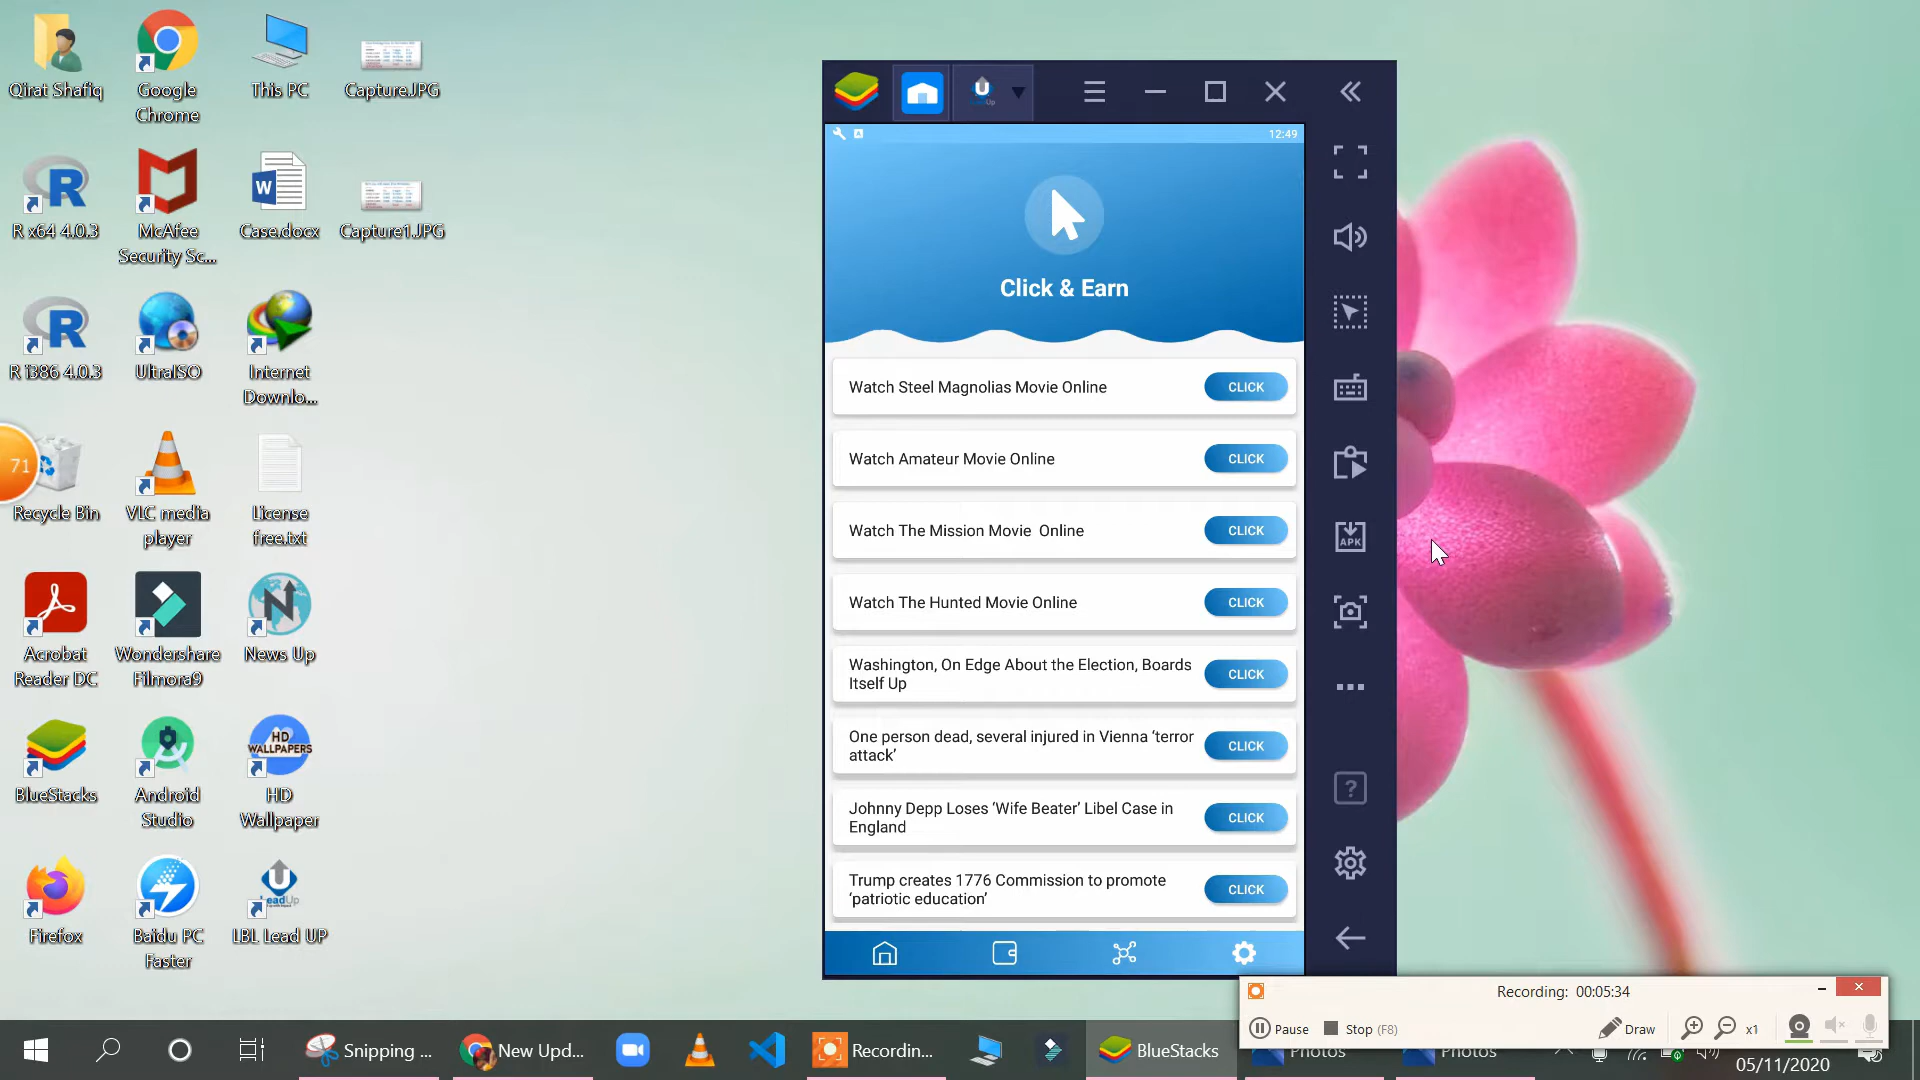 Qirat Shafiq
Google
Chrome
This PC
Capture.JPG
R x64 4.0.3
McAfee
Security Sc...
Case.docx
Capture1.JPG
R i386 4.0.3
UltraISO
Internet
Downlo...
71
Recycle Bin
VLC media
player
License
free.txt
Acrobat
Reader DC
Wondershare
Filmora9
News Up
BlueStacks
Android
Studio
HD
WALLPAPERS
HD
Wallpaper
Firefox
Baidu PC
Faster
LeadUp
LBL Lead UP
12:49
Click & Earn
Watch Steel Magnolias Movie Online
CLICK
Watch Amateur Movie Online
CLICK
Watch The Mission Movie  Online
CLICK
Watch The Hunted Movie Online
CLICK
Washington, On Edge About the Election, Boards
Itself Up
CLICK
One person dead, several injured in Vienna ‘terror
attack’
CLICK
Johnny Depp Loses ‘Wife Beater’ Libel Case in
England
CLICK
Trump creates 1776 Commission to promote
‘patriotic education’
CLICK
APK
Recording: 00:05:34
Pause
Stop (F8)
Draw
x1
Snipping ...
New Upd...
Recordin...
BlueStacks
Photos
Photos
05/11/2020